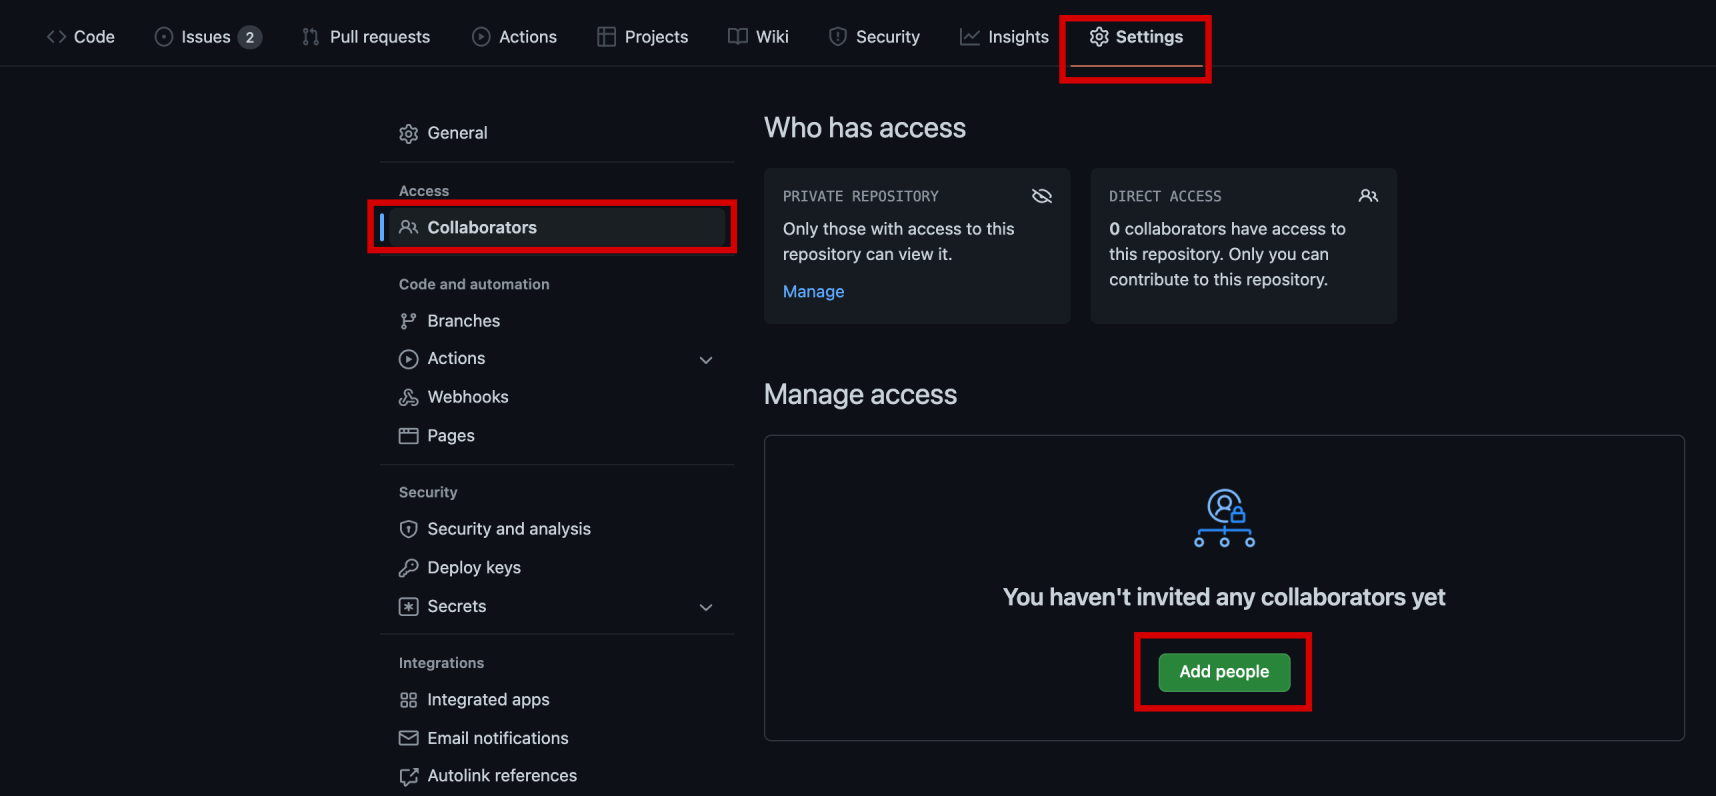 Code Issues 2 Pull requests Actions Projects Wiki Security Insights Settings
General
Access
Collaborators
Code and automation
Branches
Actions
Webhooks
Pages
Security
Security and analysis
Deploy keys
Secrets
Integrations
Integrated apps
Email notifications
Autolink references
Who has access
PRIVATE REPOSITORY
Only those with access to this
repository can view it.
Manage
DIRECT ACCESS
0 collaborators have access to
this repository. Only you can
contribute to this repository.
Manage access
You haven't invited any collaborators yet
Add people